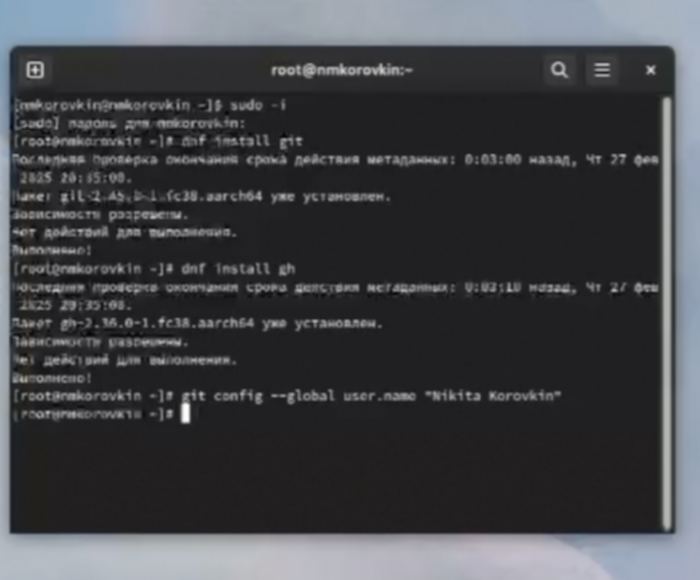 root@nmkorovkin:~
[nmkorovkin@nmkorovkin ~]$ sudo -i
[sudo] пароль для nmkorovkin:
[root@nmkorovkin ~]# dnf install git
Последняя проверка окончания срока действия метаданных: 0:03:00 назад, Чт 27 фев
2025 20:35:00.
Пакет git-2.45. .fc38.aarch64 уже установлен.
Зависимости разрешены.
Нет действий для выполнения.
Выполнено!
[root@nmkorovkin ~]# dnf install gh
Последняя проверка окончания срока действия метаданных: 0:03:10 назад, Чт 27 фев
2025 20:35:00.
Пакет gh-2.36.0-1.fc38.aarch64 уже установлен.
Зависимости разрешены.
Нет действий для выполнения.
Выполнено!
[root@nmkorovkin ~]# git config --global user.name "Nikita Korovkin"
[root@nmkorovkin ~]#